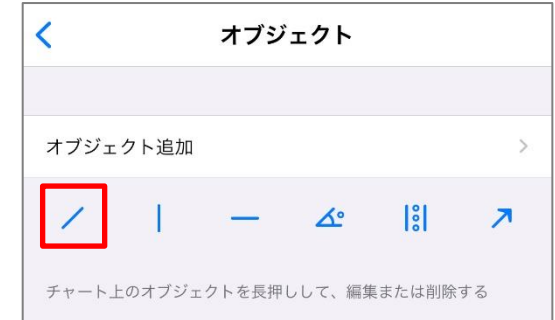 オブジェクト
オブジェクト追加
チャート上のオブジェクトを長押しして、編集または削除する